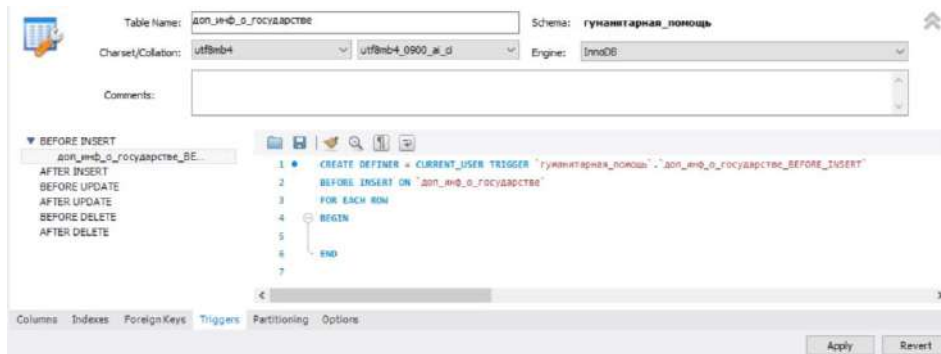 Table Name: доп_инф_о_государстве Schema: гуманитарная_помощь
Charset/Collation: utf8mb4 utf8mb4_0900_ai_ci Engine: InnoDB
Comments:
BEFORE INSERT
доп_инф_о_государстве_BE...
AFTER INSERT
BEFORE UPDATE
AFTER UPDATE
BEFORE DELETE
AFTER DELETE
1 CREATE DEFINER = CURRENT_USER TRIGGER `гуманитарная_помощь`.`доп_инф_о_государстве_BEFORE_INSERT`
2 BEFORE INSERT ON `доп_инф_о_государстве`
3 FOR EACH ROW
4 BEGIN
5
6 END
7
Columns Indexes Foreign Keys Triggers Partitioning Options
Apply Revert